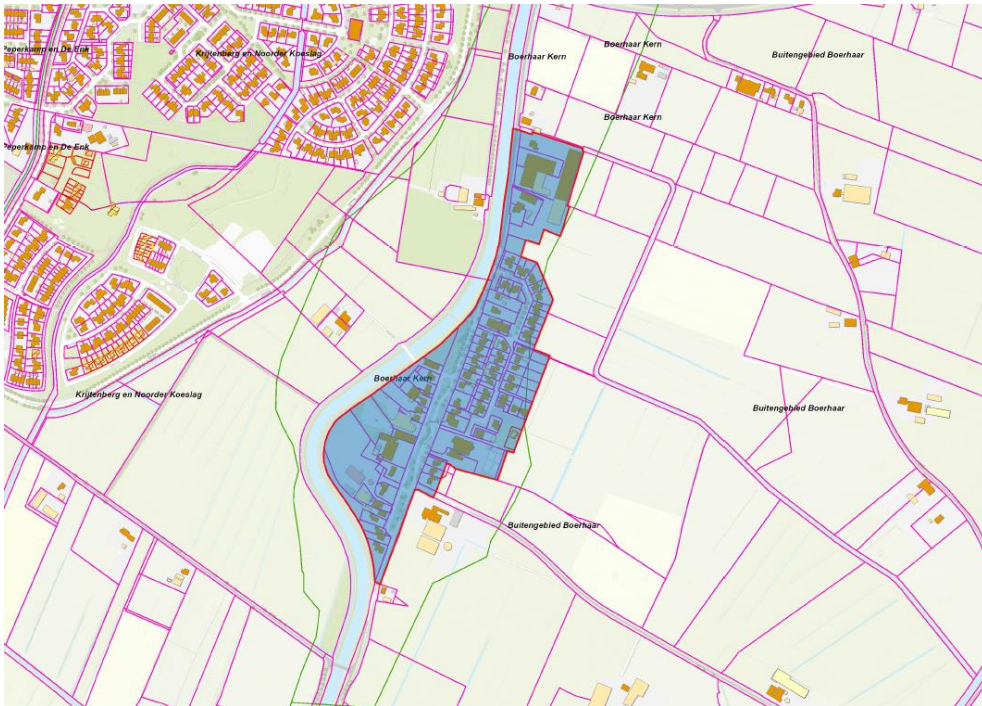 Peperkamp en De Enk
Krijtenberg en Noorder Koeslag
Boerhaar Kern
Boerhaar Kern
Buitengebied Boerhaar
Boerhaar Kern
Peperkamp en De Enk
Boerhaar Kern
Krijtenberg en Noorder Koeslag
Buitengebied Boerhaar
Buitengebied Boerhaar